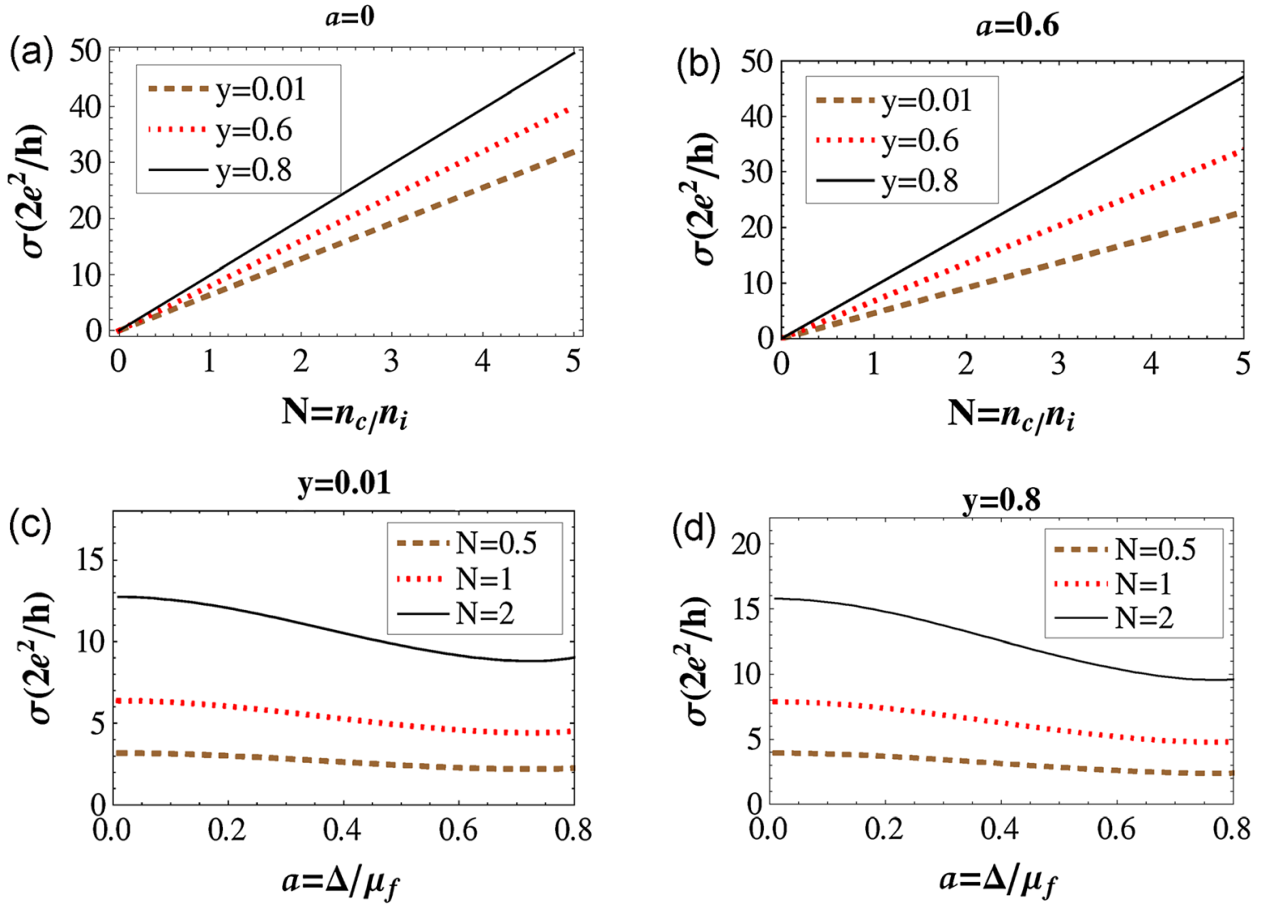 a=0
(a)
y=0.01
y=0.6
y=0.8
σ(2e²/h)
50
40
30
20
10
0
0 1 2 3 4 5
N=n_c/n_i
a=0.6
(b)
y=0.01
y=0.6
y=0.8
σ(2e²/h)
50
40
30
20
10
0
0 1 2 3 4 5
N=n_c/n_i
y=0.01
(c)
N=0.5
N=1
N=2
σ(2e²/h)
15
10
5
0
0.0 0.2 0.4 0.6 0.8
a=Δ/μ_f
y=0.8
(d)
N=0.5
N=1
N=2
σ(2e²/h)
20
15
10
5
0
0.0 0.2 0.4 0.6 0.8
a=Δ/μ_f